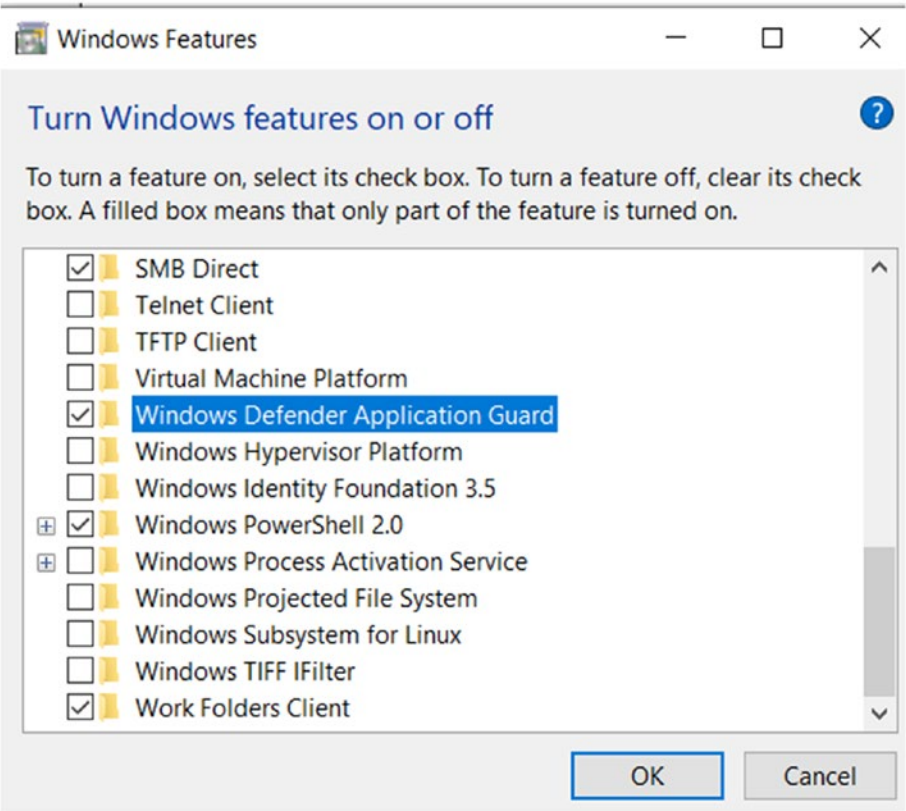 Windows Features
Turn Windows features on or off
?
To turn a feature on, select its check box. To turn a feature off, clear its check
box. A filled box means that only part of the feature is turned on.
SMB Direct
Telnet Client
TFTP Client
Virtual Machine Platform
Windows Defender Application Guard
Windows Hypervisor Platform
Windows Identity Foundation 3.5
Windows PowerShell 2.0
Windows Process Activation Service
Windows Projected File System
Windows Subsystem for Linux
Windows TIFF IFilter
Work Folders Client
OK Cancel